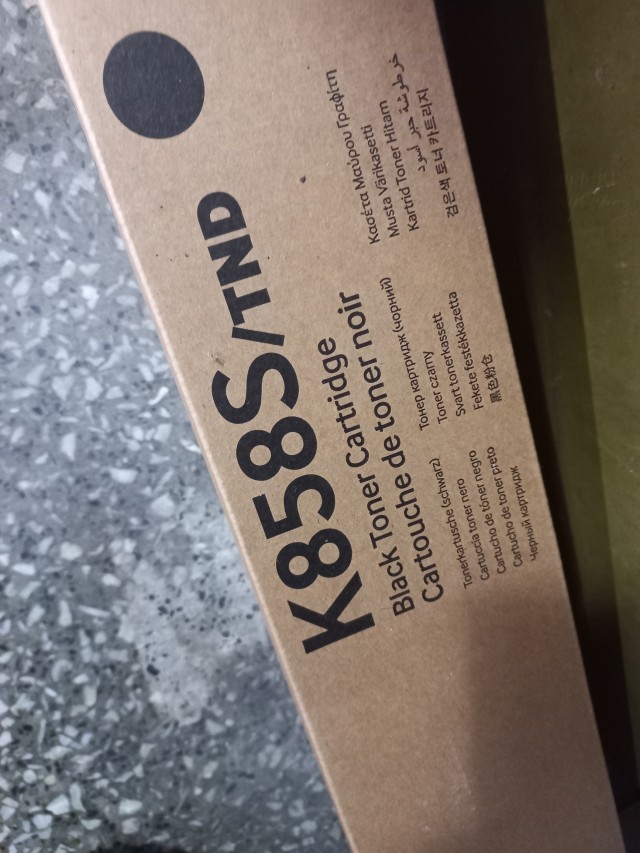 K858S/TND
Black Toner Cartridge
Cartouche de toner noir
Tonerkartusche (schwarz)
Cartuccia toner nero
Cartucho de tóner negro
Cartucho de toner preto
Черный картридж
Тонер картридж (чорний)
Toner czarny
Svart tonerkassett
Fekete festékkazetta
黑色粉仓
Κασέτα Μαύρου Γραφίτη
Musta Värikasetti
Kartrid Toner Hitam
خرطوشة حبر أسود
검은색 토너 카트리지